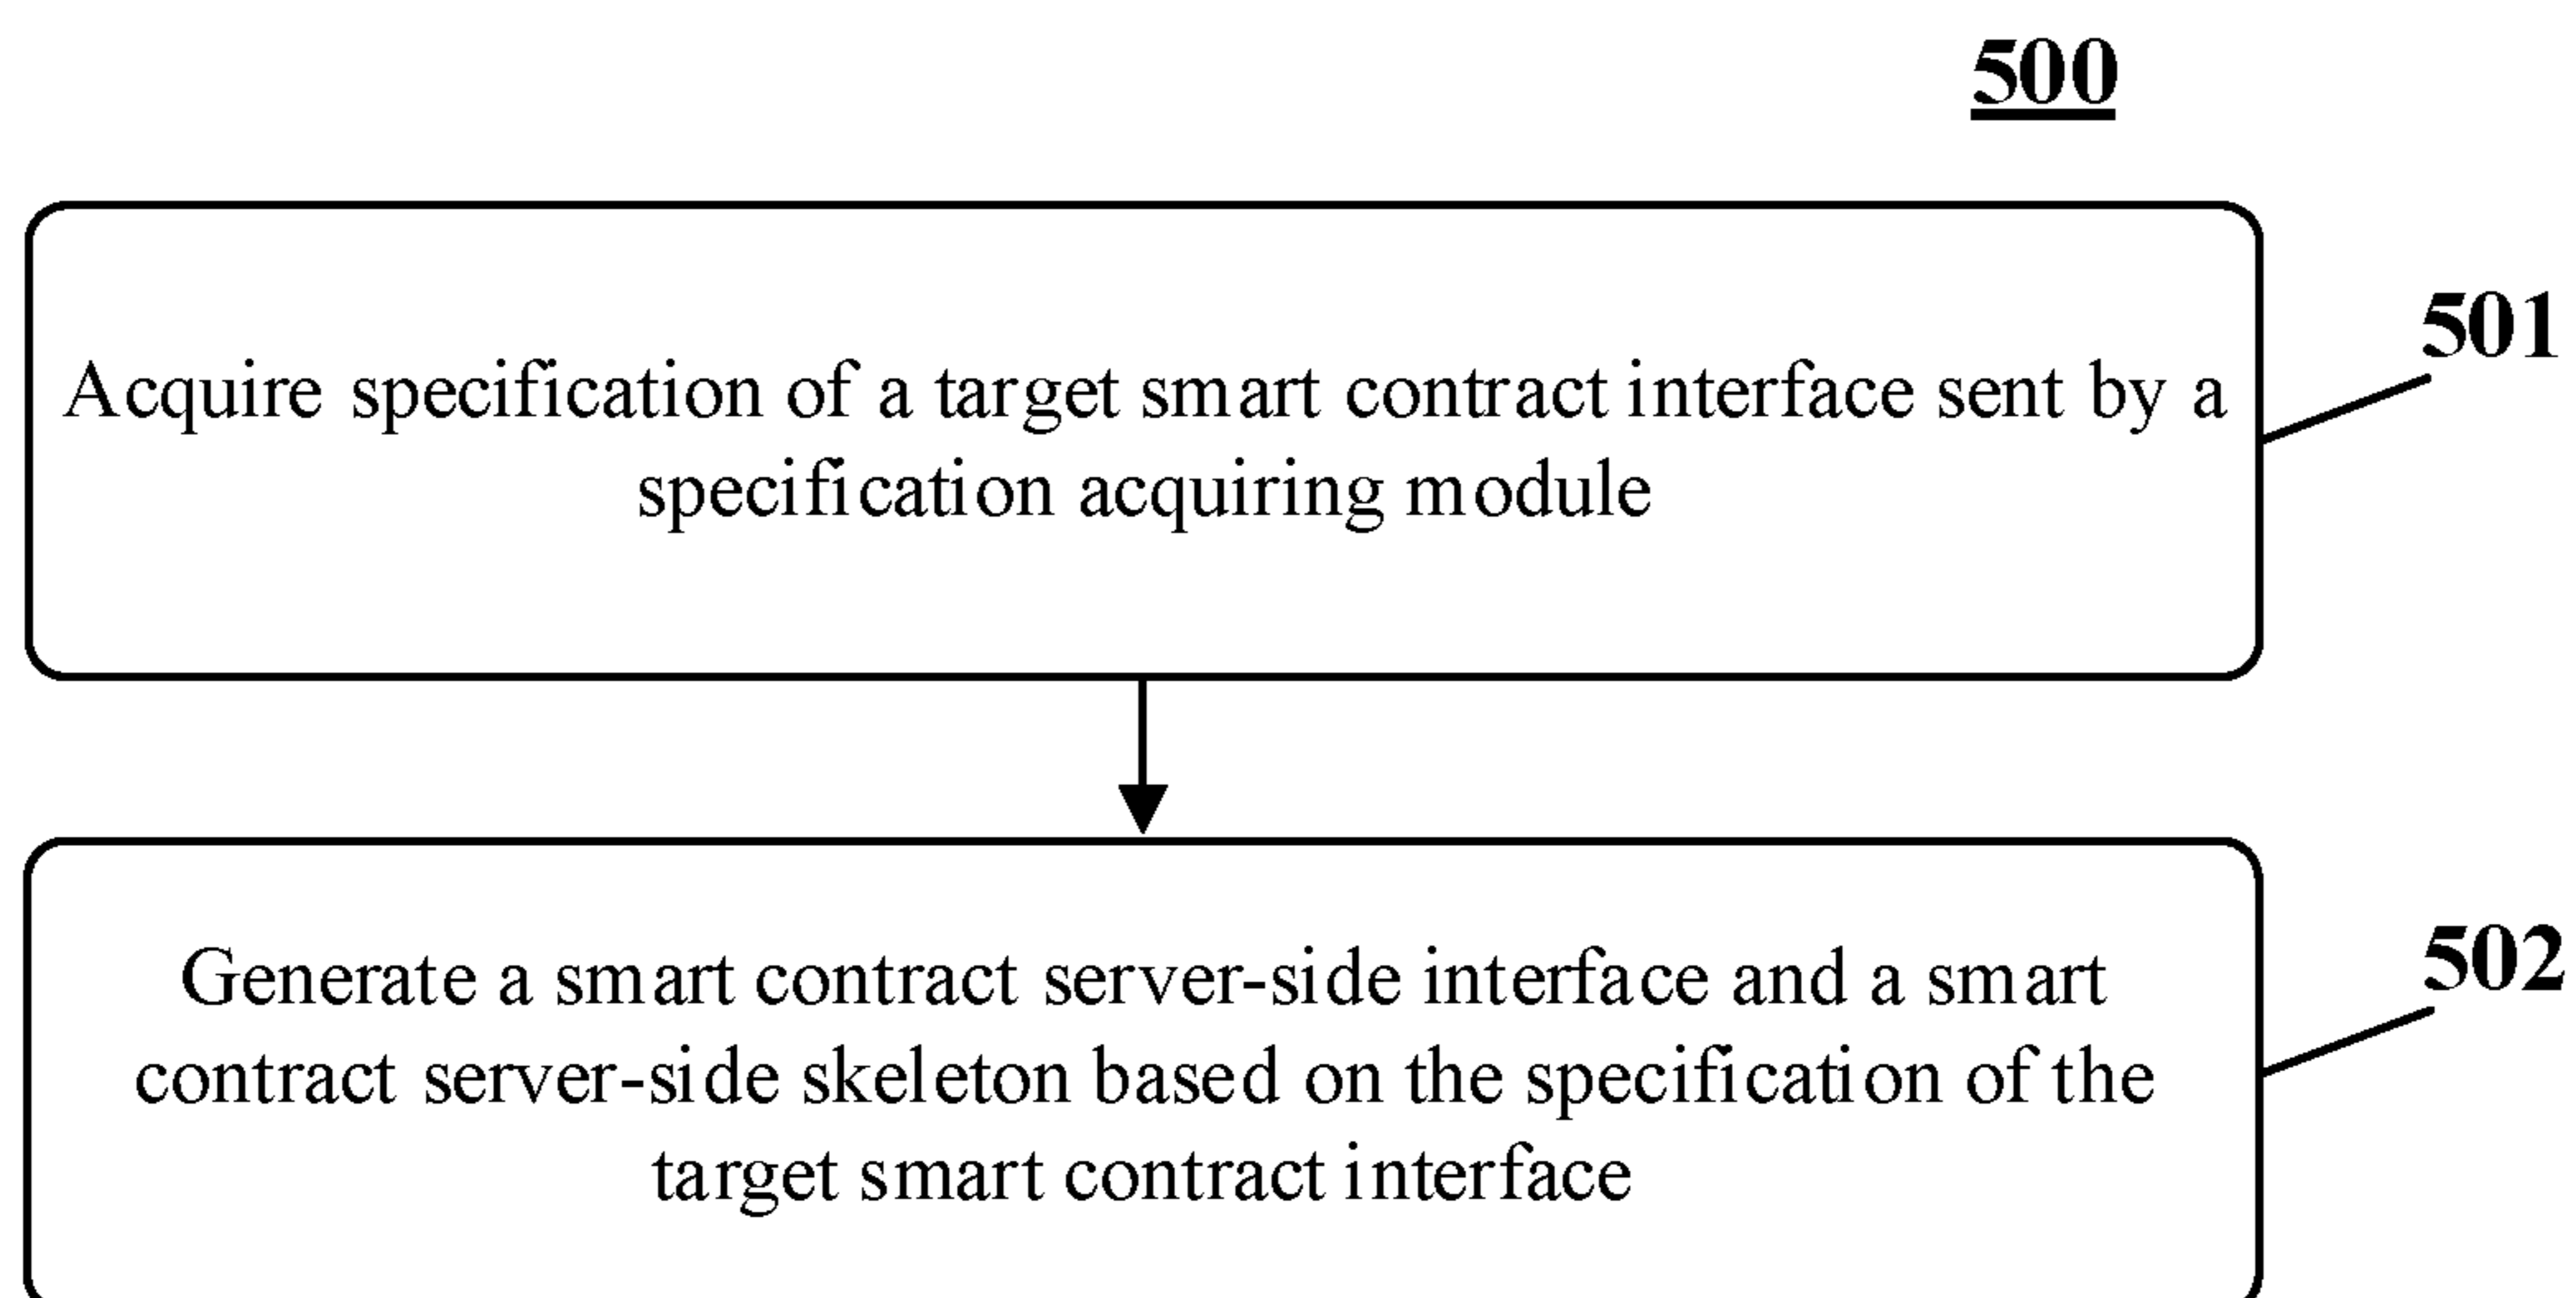 500
Acquire specification of a target smart contract interface sent by a
specification acquiring module
501
Generate a smart contract server-side interface and a smart
contract server-side skeleton based on the specification of the
target smart contract interface
502